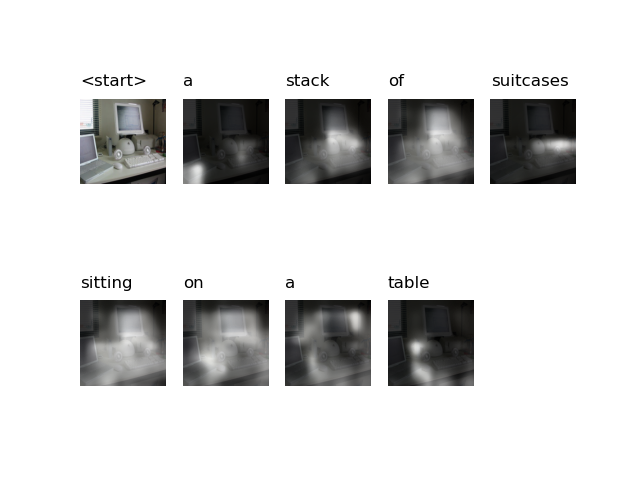 <start> a stack of suitcases
sitting on a table